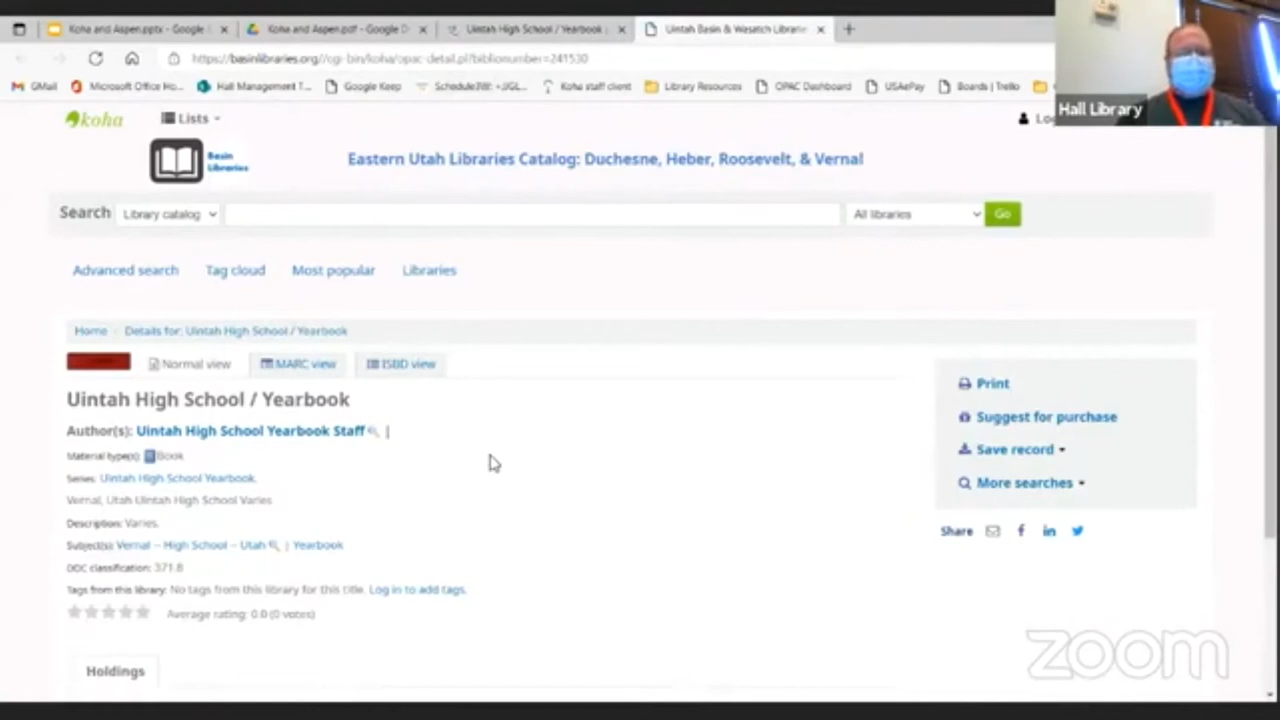 Koha and Aspen.pptx - Google
Koha and Aspen.pdf - Google D
Uintah High School / Yearbook
Uintah Basin & Wasatch Librarie
https://basinlibraries.org//cgi-bin/koha/opac-detail.pl?biblionumber=241530
GMail
Microsoft Office Ho...
Hall Management T...
Google Keep
Koha staff client
Library Resources
OPAC Dashboard
USAePay
Boards | Trello
Hall Library
koha
Lists
Basin
Libraries
Eastern Utah Libraries Catalog: Duchesne, Heber, Roosevelt, & Vernal
Search
Library catalog
All libraries
Go
Advanced search
Tag cloud
Most popular
Libraries
Home
Details for: Uintah High School / Yearbook
Normal view
MARC view
ISBD view
Uintah High School / Yearbook
Author(s): Uintah High School Yearbook Staff |
Material type(s): Book
Series: Uintah High School Yearbook.
Vernal, Utah Uintah High School Varies
Description: Varies.
Subject(s): Vernal -- High School -- Utah | Yearbook
DDC classification: 371.8
Tags from this library: No tags from this library for this title. Log in to add tags.
Average rating: 0.0 (0 votes)
Holdings
Print
Suggest for purchase
Save record
More searches
Share
zoom